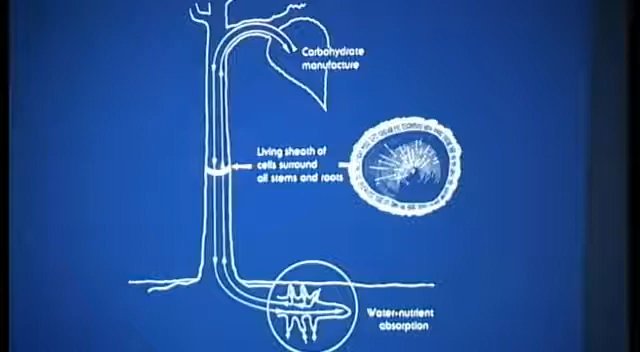 Carbohydrate
manufacture
Living sheath of
cells surround
all stems and roots
Water-nutrient
absorption